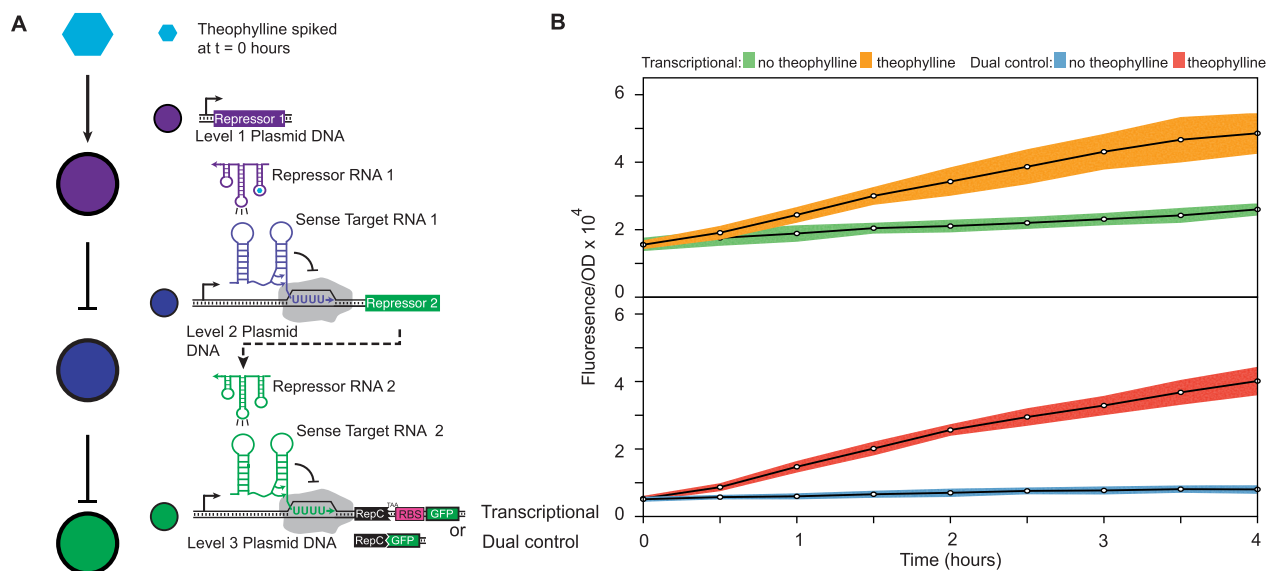 A
Theophylline spiked
at t = 0 hours
Repressor 1
Level 1 Plasmid DNA
Repressor RNA 1
Sense Target RNA 1
UUUU
Repressor 2
Level 2 Plasmid
DNA
Repressor RNA 2
Sense Target RNA 2
UUUU
TAA
RepC RBS GFP
Transcriptional
or
Level 3 Plasmid DNA
RepC GFP
Dual control
B
Transcriptional: no theophylline theophylline Dual control: no theophylline theophylline
6
4
2
0
6
4
2
0
Fluoresence/OD x 10⁴
0 1 2 3 4
Time (hours)